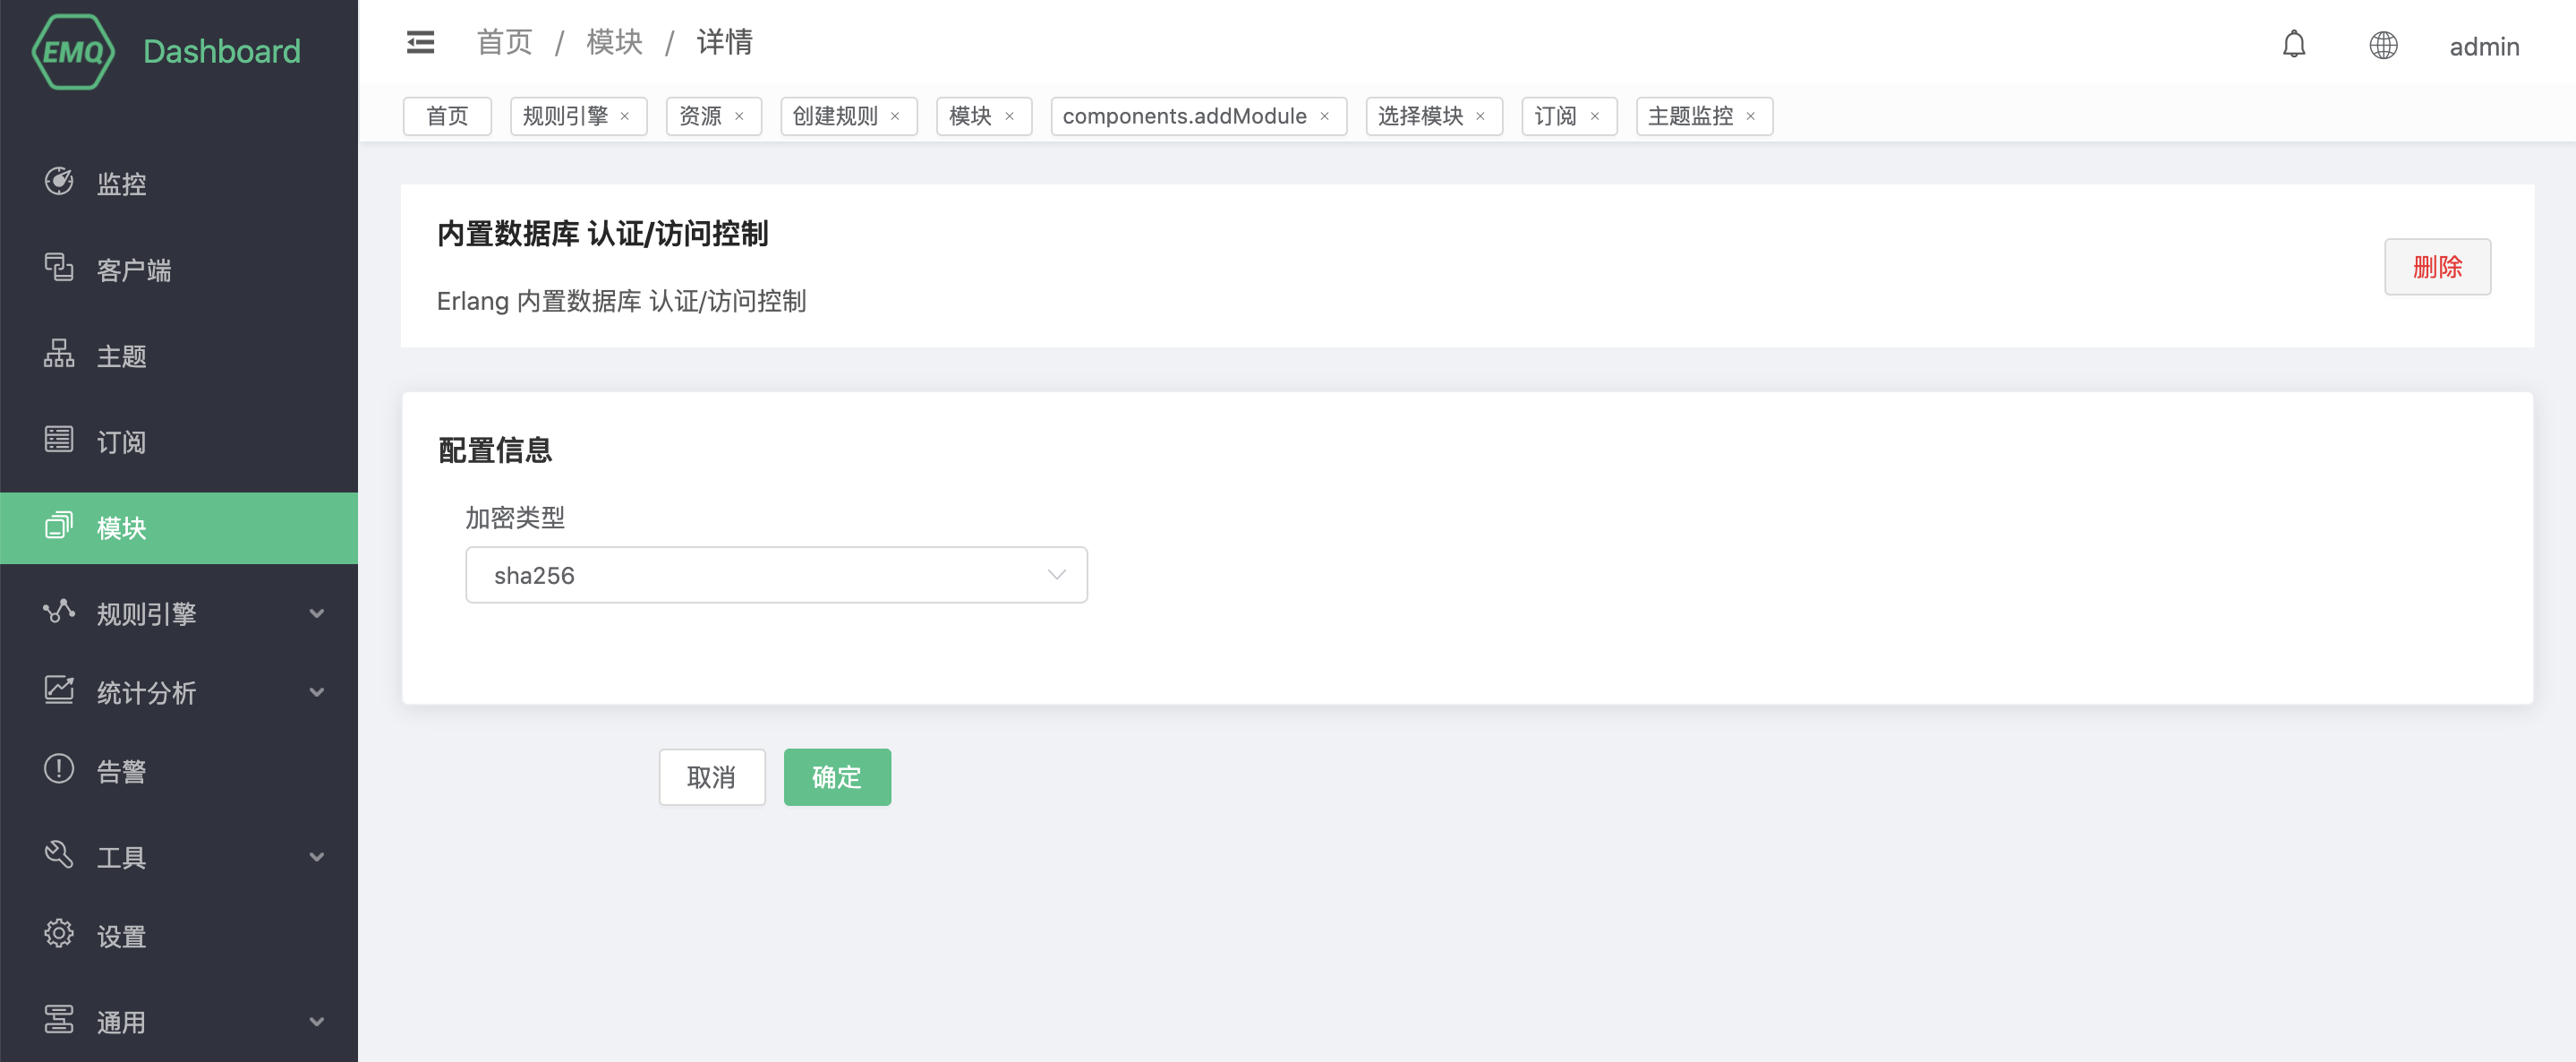 EMQ Dashboard
首页 / 模块 / 详情
admin
首页 规则引擎 × 资源 × 创建规则 × 模块 × components.addModule × 选择模块 × 订阅 × 主题监控 ×
监控
客户端
主题
订阅
模块
规则引擎
统计分析
告警
工具
设置
通用
内置数据库 认证/访问控制
Erlang 内置数据库 认证/访问控制
删除
配置信息
加密类型
sha256
取消 确定